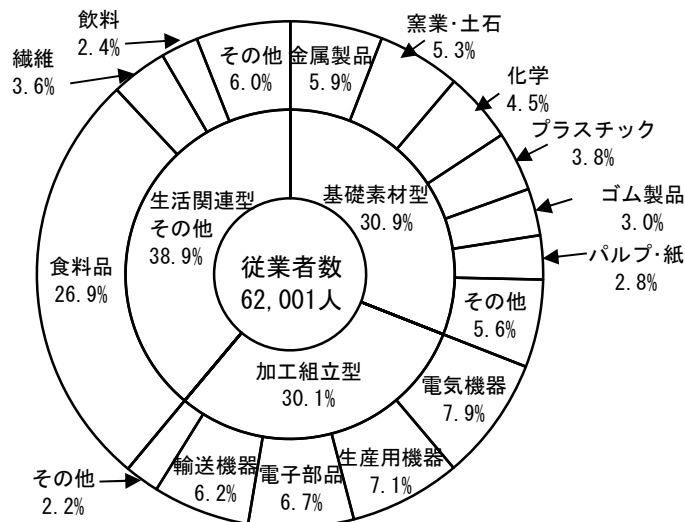 従業者数
62,001人
基礎素材型
30.9%
加工組立型
30.1%
生活関連型
その他
38.9%
金属製品
5.9%
窯業･土石
5.3%
化学
4.5%
プラスチック
3.8%
ゴム製品
3.0%
パルプ･紙
2.8%
その他
5.6%
電気機器
7.9%
生産用機器
7.1%
電子部品
6.7%
輸送機器
6.2%
その他
2.2%
食料品
26.9%
繊維
3.6%
飲料
2.4%
その他
6.0%